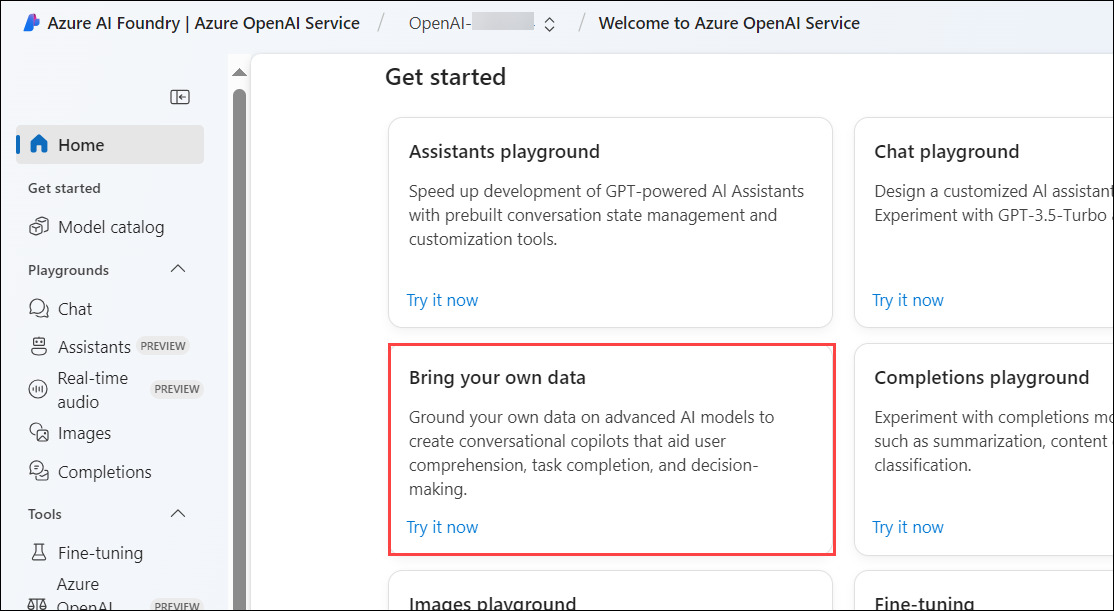 Azure AI Foundry | Azure OpenAI Service / OpenAI- / Welcome to Azure OpenAI Service
Home
Get started
Model catalog
Playgrounds
Chat
Assistants PREVIEW
Real-time
audio
PREVIEW
Images
Completions
Tools
Fine-tuning
Azure
OpenAI
PREVIEW
Get started
Assistants playground
Speed up development of GPT-powered AI Assistants
with prebuilt conversation state management and
customization tools.
Try it now
Chat playground
Design a customized AI assistant
Experiment with GPT-3.5-Turbo
Try it now
Bring your own data
Ground your own data on advanced AI models to
create conversational copilots that aid user
comprehension, task completion, and decision-
making.
Try it now
Completions playground
Experiment with completions mo
such as summarization, content
classification.
Try it now
Images playground
Fine-tuning